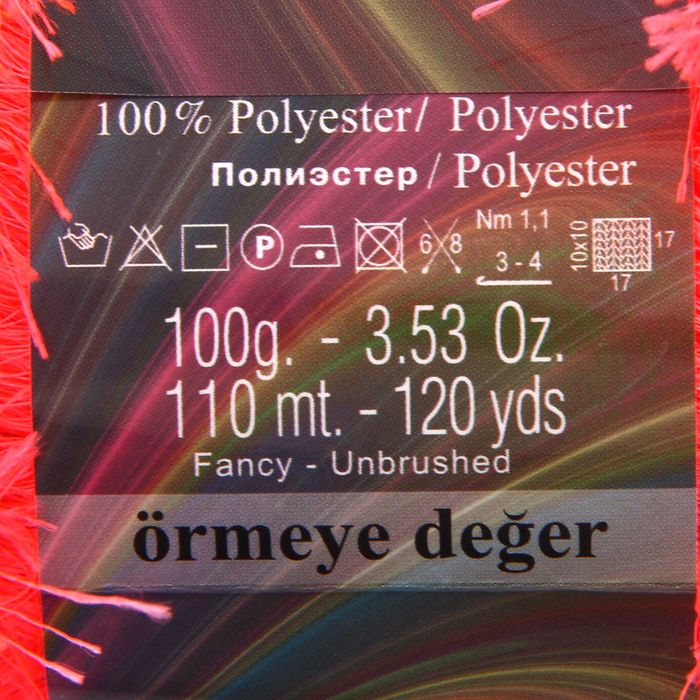 100% Polyester/ Polyester
Полиэстер / Polyester
P 6 8 Nm 1,1 3 - 4 10x10 17 17
100g. - 3.53 Oz.
110 mt. - 120 yds
Fancy - Unbrushed
örmeye değer